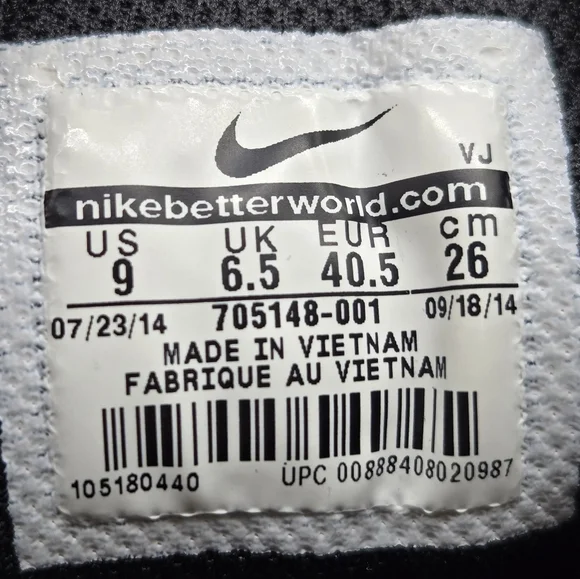 VJ
nikebetterworld.com
US UK EUR cm
9 6.5 40.5 26
07/23/14 705148-001 09/18/14
MADE IN VIETNAM
FABRIQUE AU VIETNAM
105180440 UPC 00888408020987